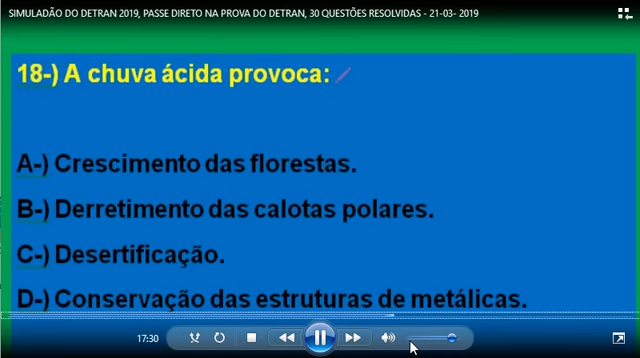 SIMULADÃO DO DETRAN 2019, PASSE DIRETO NA PROVA DO DETRAN, 30 QUESTÕES RESOLVIDAS - 21-03- 2019
18-) A chuva ácida provoca:
A-) Crescimento das florestas.
B-) Derretimento das calotas polares.
C-) Desertificação.
D-) Conservação das estruturas de metálicas.
17:30